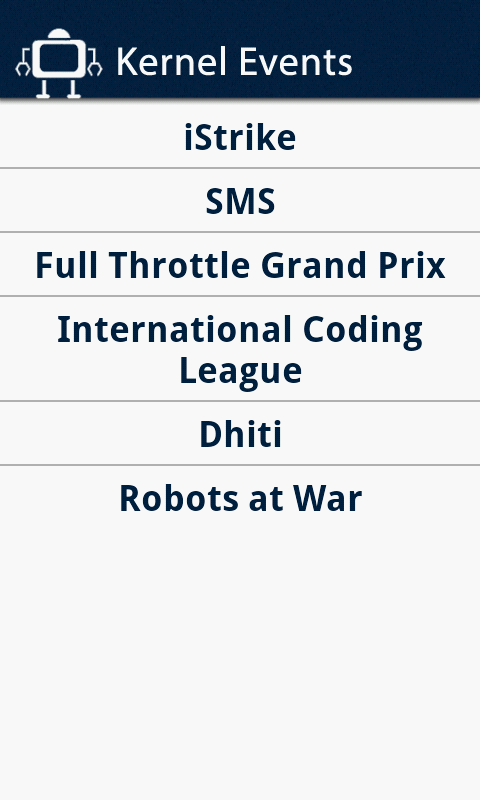 Kernel Events
iStrike
SMS
Full Throttle Grand Prix
International Coding
League
Dhiti
Robots at War